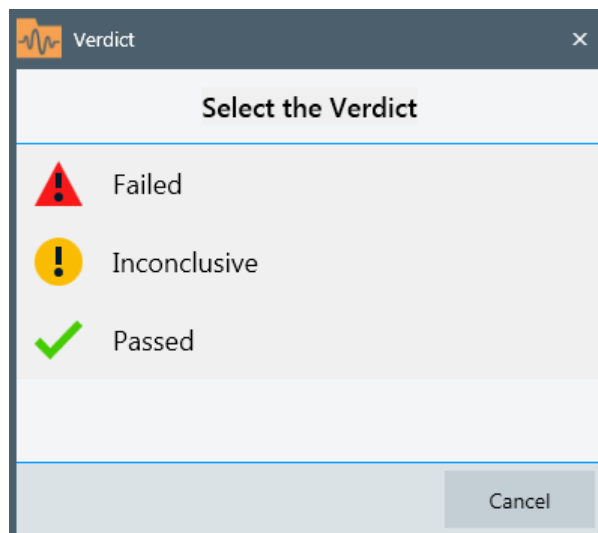 Verdict
Select the Verdict
Failed
Inconclusive
Passed
Cancel